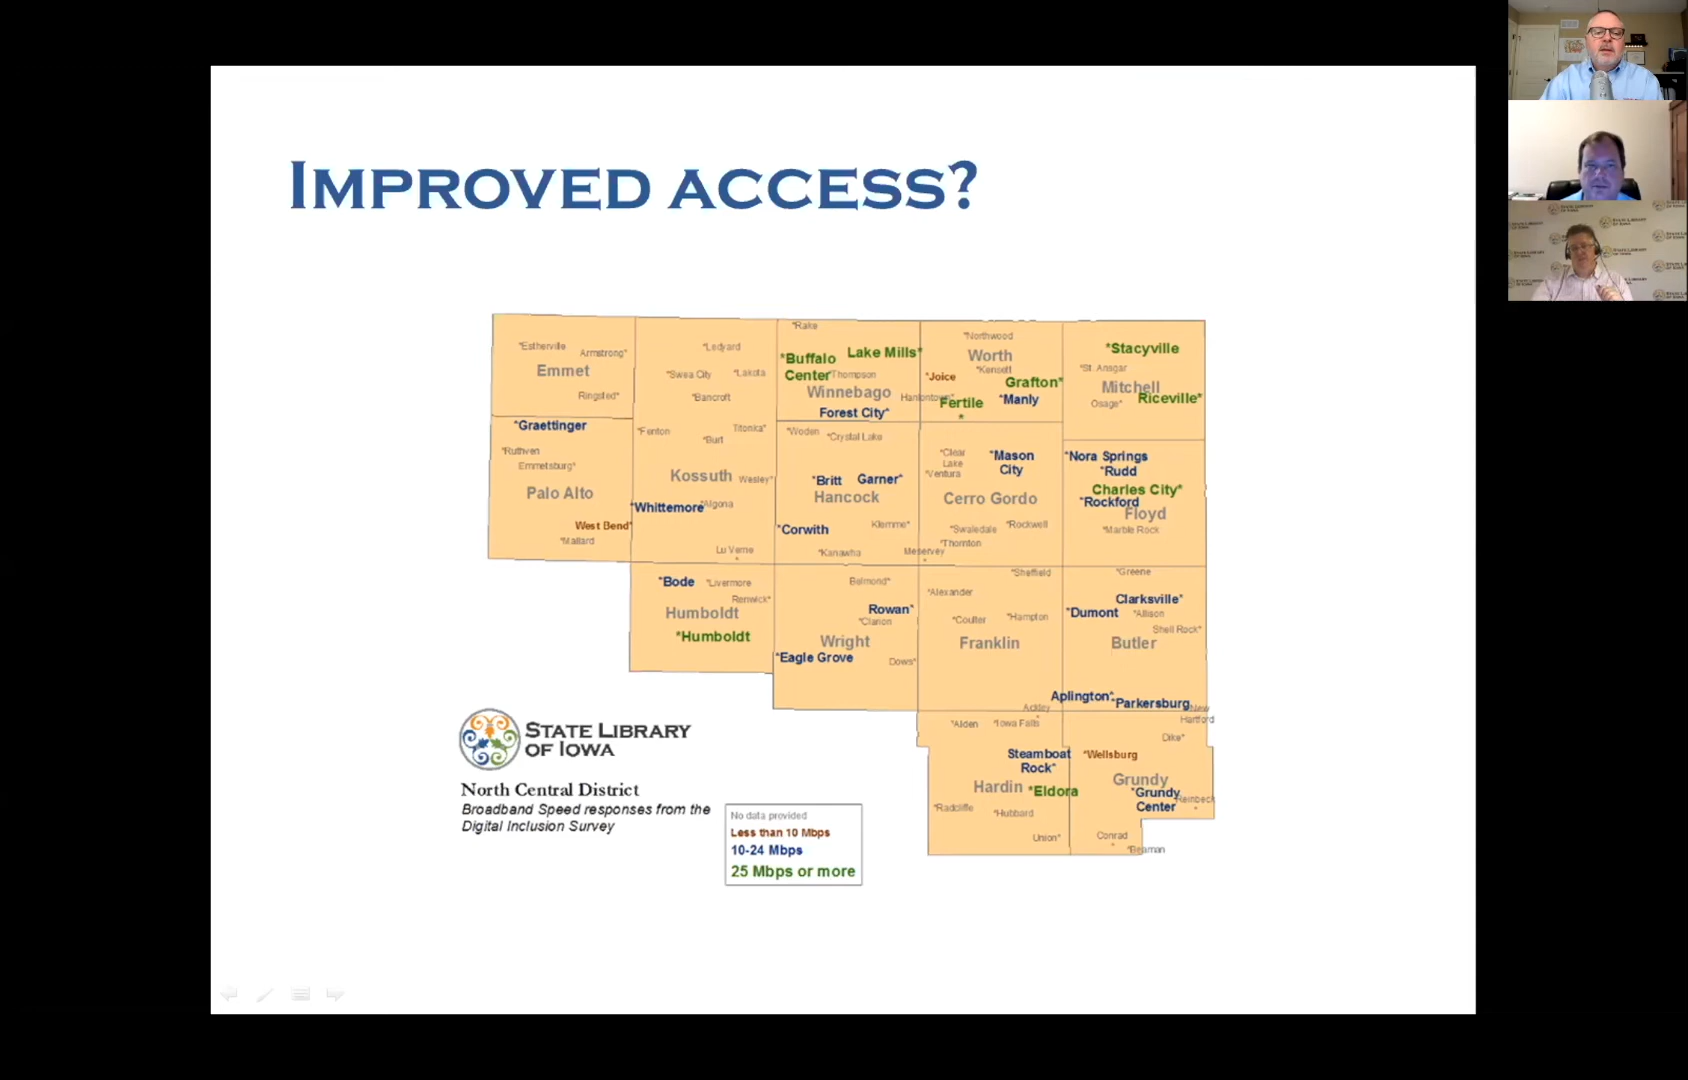 IMPROVED ACCESS?
*Rake
*Northwood
*Estherville
Armstrong*
*Ledyard
*Buffalo
Center
Lake Mills*
Worth
*Stacyville
Emmet
*Swea City
*Lakota
*Thompson
*Joice
*Kensett
*St. Ansgar
Grafton*
Mitchell
Ringsted*
*Bancroft
Winnebago
Hanlontown*
Fertile
*
*Manly
Osage*
Riceville*
Forest City*
*Graettinger
*Fenton
*Burt
Titonka*
*Woden
*Crystal Lake
*Ruthven
Emmetsburg*
*Clear
Lake
*Ventura
*Mason
City
*Nora Springs
*Rudd
Palo Alto
Kossuth
Wesley*
*Britt
Garner*
Hancock
Cerro Gordo
Charles City*
*Rockford
Floyd
*Whittemore
*Algona
West Bend*
*Mallard
*Corwith
Klemme*
*Swaledale
*Rockwell
*Thornton
*Marble Rock
Lu Verne
*
*Kanawha
Meservey
*
*Bode
*Livermore
Renwick*
Belmond*
*Sheffield
*Alexander
*Greene
Humboldt
Rowan*
*Clarion
*Coulter
*Hampton
Clarksville*
*Dumont
*Allison
Shell Rock*
*Humboldt
Wright
Franklin
Butler
*Eagle Grove
Dows*
Aplington*
*Parkersburg
Ackley
*
*New
Hartford
*Alden
*Iowa Falls
Dike*
Steamboat
Rock*
*Wellsburg
Hardin
*Eldora
Grundy
*Grundy
Center
Reinbeck
*
*Radcliffe
*Hubbard
Union*
Conrad
*
*Beaman
STATE LIBRARY
OF IOWA
North Central District
Broadband Speed responses from the
Digital Inclusion Survey
No data provided
Less than 10 Mbps
10-24 Mbps
25 Mbps or more
STATE LIBRARY
OF IOWA